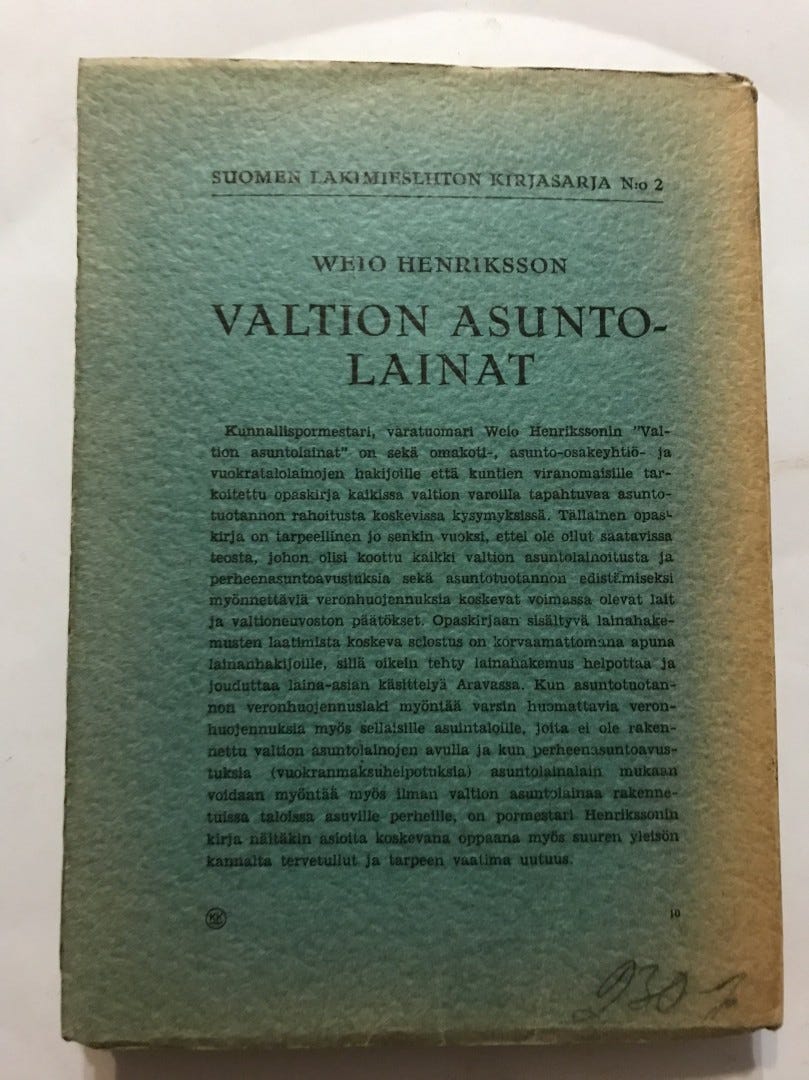 SUOMEN LAKIMIESLIITON KIRJASARJA N:o 2
WEIO HENRIKSSON
VALTION ASUNTO-
LAINAT
Kunnallispormestari, varatuomari Weio Henrikssonin "Val-
tion asuntolainat" on sekä omakoti-, asunto-osakeyhtiö- ja
vuokratalolainojen hakijoille että kuntien viranomaisille tar-
koitettu opaskirja kaikissa valtion varoilla tapahtuvaa asunto-
tuotannon rahoitusta koskevissa kysymyksissä. Tällainen opas-
kirja on tarpeellinen jo senkin vuoksi, ettei ole ollut saatavissa
teosta, johon olisi koottu kaikki valtion asuntolainoitusta ja
perheenasuntoavustuksia sekä asuntotuotannon edistämiseksi
myönnettäviä veronhuojennuksia koskevat voimassa olevat lait
ja valtioneuvoston päätökset. Opaskirjaan sisältyvä lainahake-
musten laatimista koskeva selostus on korvaamattomana apuna
lainanhakijoille, sillä oikein tehty lainahakemus helpottaa ja
jouduttaa laina-asian käsittelyä Aravassa. Kun asuntotuotan-
non veronhuojennuslaki myöntää varsin huomattavia veron-
huojennuksia myös sellaisille asuintaloille, joita ei ole raken-
nettu valtion asuntolainojen avulla ja kun perheenasuntoavus-
tuksia (vuokranmaksuhelpotuksia) asuntolainalain mukaan
voidaan myöntää myös ilman valtion asuntolainaa rakenne-
tuissa taloissa asuville perheille, on pormestari Henrikssonin
kirja näitäkin asioita koskevana oppaana myös suuren yleisön
kannalta tervetullut ja tarpeen vaatima uutuus.
KK
10